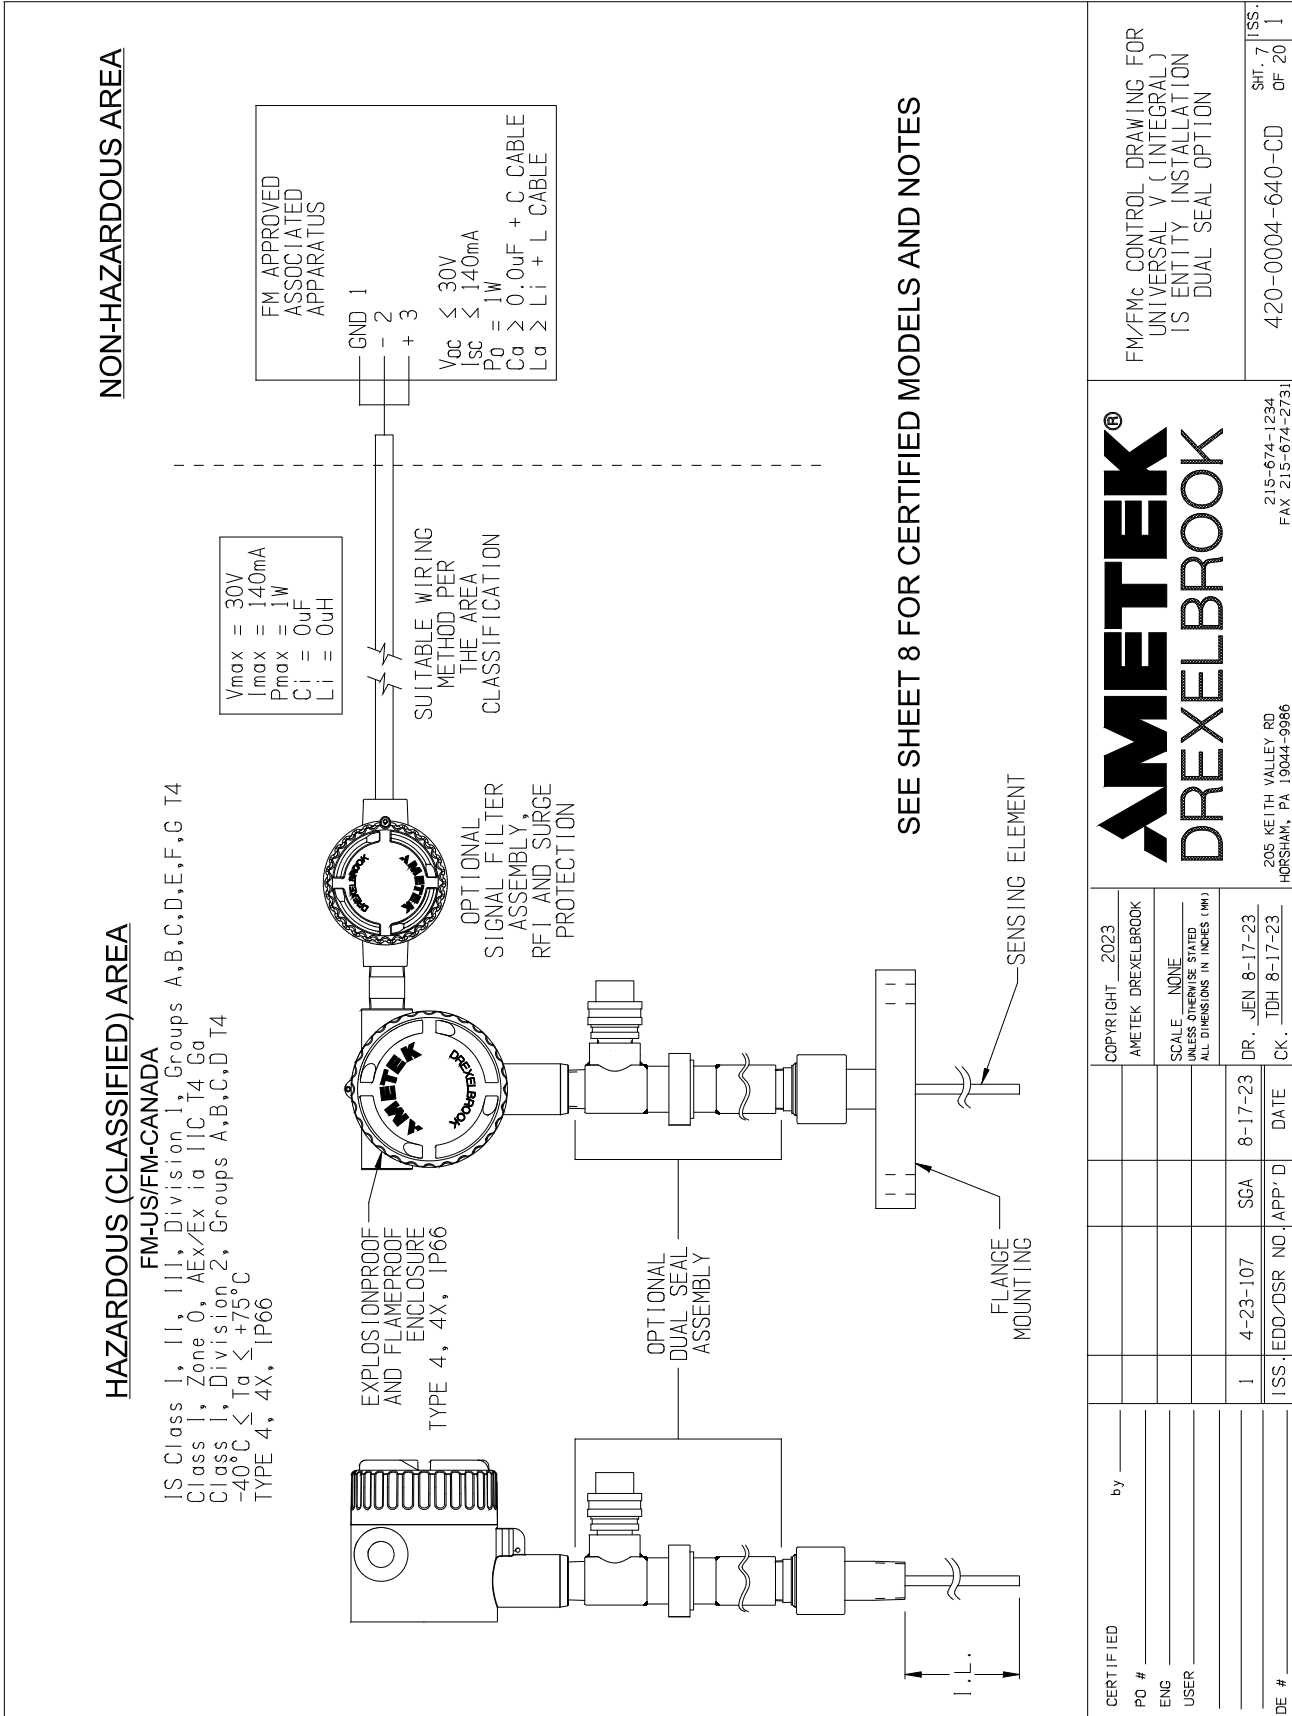 HAZARDOUS (CLASSIFIED) AREA
FM-US/FM-CANADA
IS Class I, II, III, Division 1, Groups A,B,C,D,E,F,G T4
Class I, Zone 0, AEx/Ex ia IIC T4 Ga
Class I, Division 2, Groups A,B,C,D T4
-40°C ≤ Ta ≤ +75°C
TYPE 4, 4X, IP66
NON-HAZARDOUS AREA
FM APPROVED
ASSOCIATED
APPARATUS
GND 1
- 2
+ 3
Voc ≤ 30V
Isc ≤ 140mA
Po = 1W
Ca ≥ 0.0uF + C CABLE
La ≥ Li + L CABLE
Vmax = 30V
Imax = 140mA
Pmax = 1W
Ci = 0uF
Li = 0uH
SUITABLE WIRING
METHOD PER
THE AREA
CLASSIFICATION
OPTIONAL
SIGNAL FILTER
ASSEMBLY,
RFI AND SURGE
PROTECTION
DREXELBROOK
AMETEK
AMETEK
DREXELBROOK
EXPLOSIONPROOF
AND FLAMEPROOF
ENCLOSURE
TYPE 4, 4X, IP66
OPTIONAL
DUAL SEAL
ASSEMBLY
FLANGE
MOUNTING
SENSING ELEMENT
I.L.
SEE SHEET 8 FOR CERTIFIED MODELS AND NOTES
CERTIFIED by
PO #
ENG
USER
DE #
1 4-23-107 SGA 8-17-23
ISS. EDO/DSR NO. APP'D DATE
COPYRIGHT 2023
AMETEK DREXELBROOK
SCALE NONE
UNLESS OTHERWISE STATED
ALL DIMENSIONS IN INCHES (MM)
DR. JEN 8-17-23
CK. TDH 8-17-23
AMETEK®
DREXELBROOK
205 KEITH VALLEY RD
HORSHAM, PA 19044-9986
215-674-1234
FAX 215-674-2731
FM/FMc CONTROL DRAWING FOR
UNIVERSAL V (INTEGRAL)
IS ENTITY INSTALLATION
DUAL SEAL OPTION
420-0004-640-CD
SHT. 7
OF 20
ISS.
1